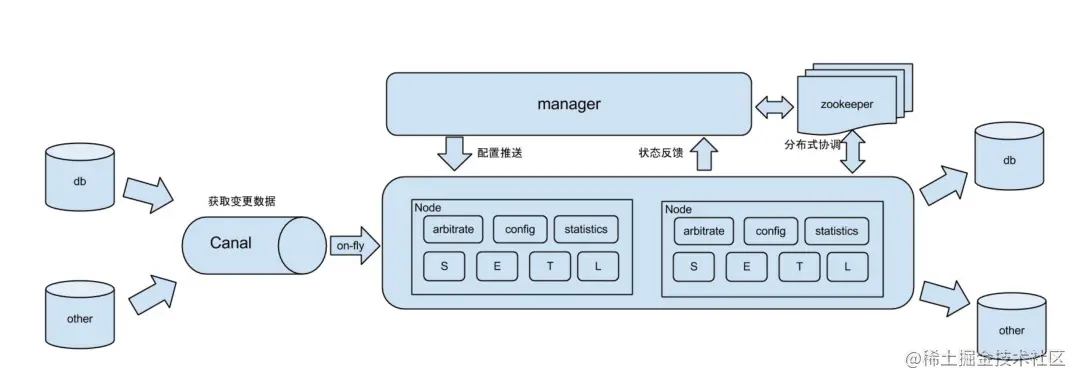 manager
zookeeper
配置推送
状态反馈
分布式协调
db
获取变更数据
Canal
on-fly
other
Node
arbitrate
config
statistics
S
E
T
L
Node
arbitrate
config
statistics
S
E
T
L
db
other
@稀土掘金技术社区